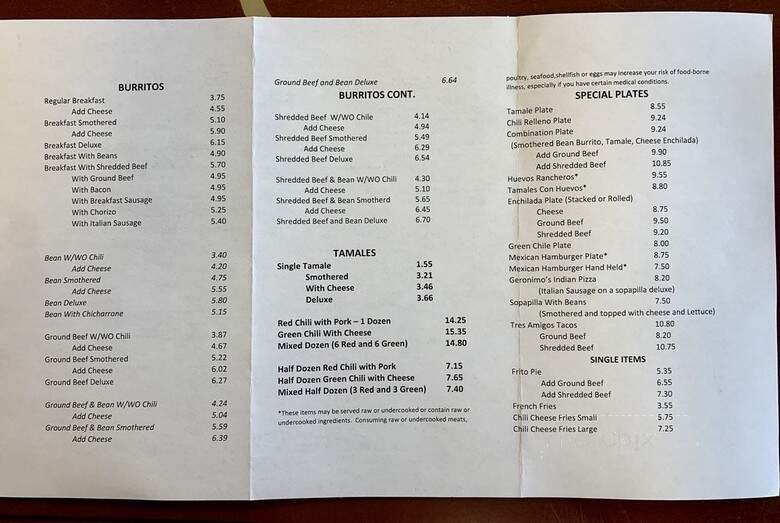 BURRITOS
Regular Breakfast 3.75
Add Cheese 4.55
Breakfast Smothered 5.10
Add Cheese 5.90
Breakfast Deluxe 6.15
Breakfast With Beans 4.90
Breakfast With Shredded Beef 5.70
With Ground Beef 4.95
With Bacon 4.95
With Breakfast Sausage 4.95
With Chorizo 5.25
With Italian Sausage 5.40
Bean W/WO Chili 3.40
Add Cheese 4.20
Bean Smothered 4.75
Add Cheese 5.55
Bean Deluxe 5.80
Bean With Chicharrone 5.15
Ground Beef W/WO Chili 3.87
Add Cheese 4.67
Ground Beef Smothered 5.22
Add Cheese 6.02
Ground Beef Deluxe 6.27
Ground Beef & Bean W/WO Chili 4.24
Add Cheese 5.04
Ground Beef & Bean Smothered 5.59
Add Cheese 6.39
Ground Beef and Bean Deluxe 6.64
BURRITOS CONT.
Shredded Beef W/WO Chile 4.14
Add Cheese 4.94
Shredded Beef Smothered 5.49
Add Cheese 6.29
Shredded Beef Deluxe 6.54
Shredded Beef & Bean W/WO Chili 4.30
Add Cheese 5.10
Shredded Beef & Bean Smotherd 5.65
Add Cheese 6.45
Shredded Beef and Bean Deluxe 6.70
TAMALES
Single Tamale 1.55
Smothered 3.21
With Cheese 3.46
Deluxe 3.66
Red Chili with Pork – 1 Dozen 14.25
Green Chili With Cheese 15.35
Mixed Dozen (6 Red and 6 Green) 14.80
Half Dozen Red Chili with Pork 7.15
Half Dozen Green Chili with Cheese 7.65
Mixed Half Dozen (3 Red and 3 Green) 7.40
*These items may be served raw or undercooked or contain raw or
undercooked ingredients. Consuming raw or undercooked meats,
poultry, seafood,shellfish or eggs may increase your risk of food-borne
illness, especially if you have certain medical conditions.
SPECIAL PLATES
Tamale Plate 8.55
Chili Relleno Plate 9.24
Combination Plate 9.24
(Smothered Bean Burrito, Tamale, Cheese Enchilada)
Add Ground Beef 9.90
Add Shredded Beef 10.85
Huevos Rancheros* 9.55
Tamales Con Huevos* 8.80
Enchilada Plate (Stacked or Rolled)
Cheese 8.75
Ground Beef 9.50
Shredded Beef 9.20
Green Chile Plate 8.00
Mexican Hamburger Plate* 8.75
Mexican Hamburger Hand Held* 7.50
Geronimo's Indian Pizza 8.20
(Italian Sausage on a sopapilla deluxe)
Sopapilla With Beans 7.50
(Smothered and topped with cheese and Lettuce)
Tres Amigos Tacos 10.80
Ground Beef 8.20
Shredded Beef 10.75
SINGLE ITEMS
Frito Pie 5.35
Add Ground Beef 6.55
Add Shredded Beef 7.30
French Fries 3.55
Chili Cheese Fries Small 5.75
Chili Cheese Fries Large 7.25